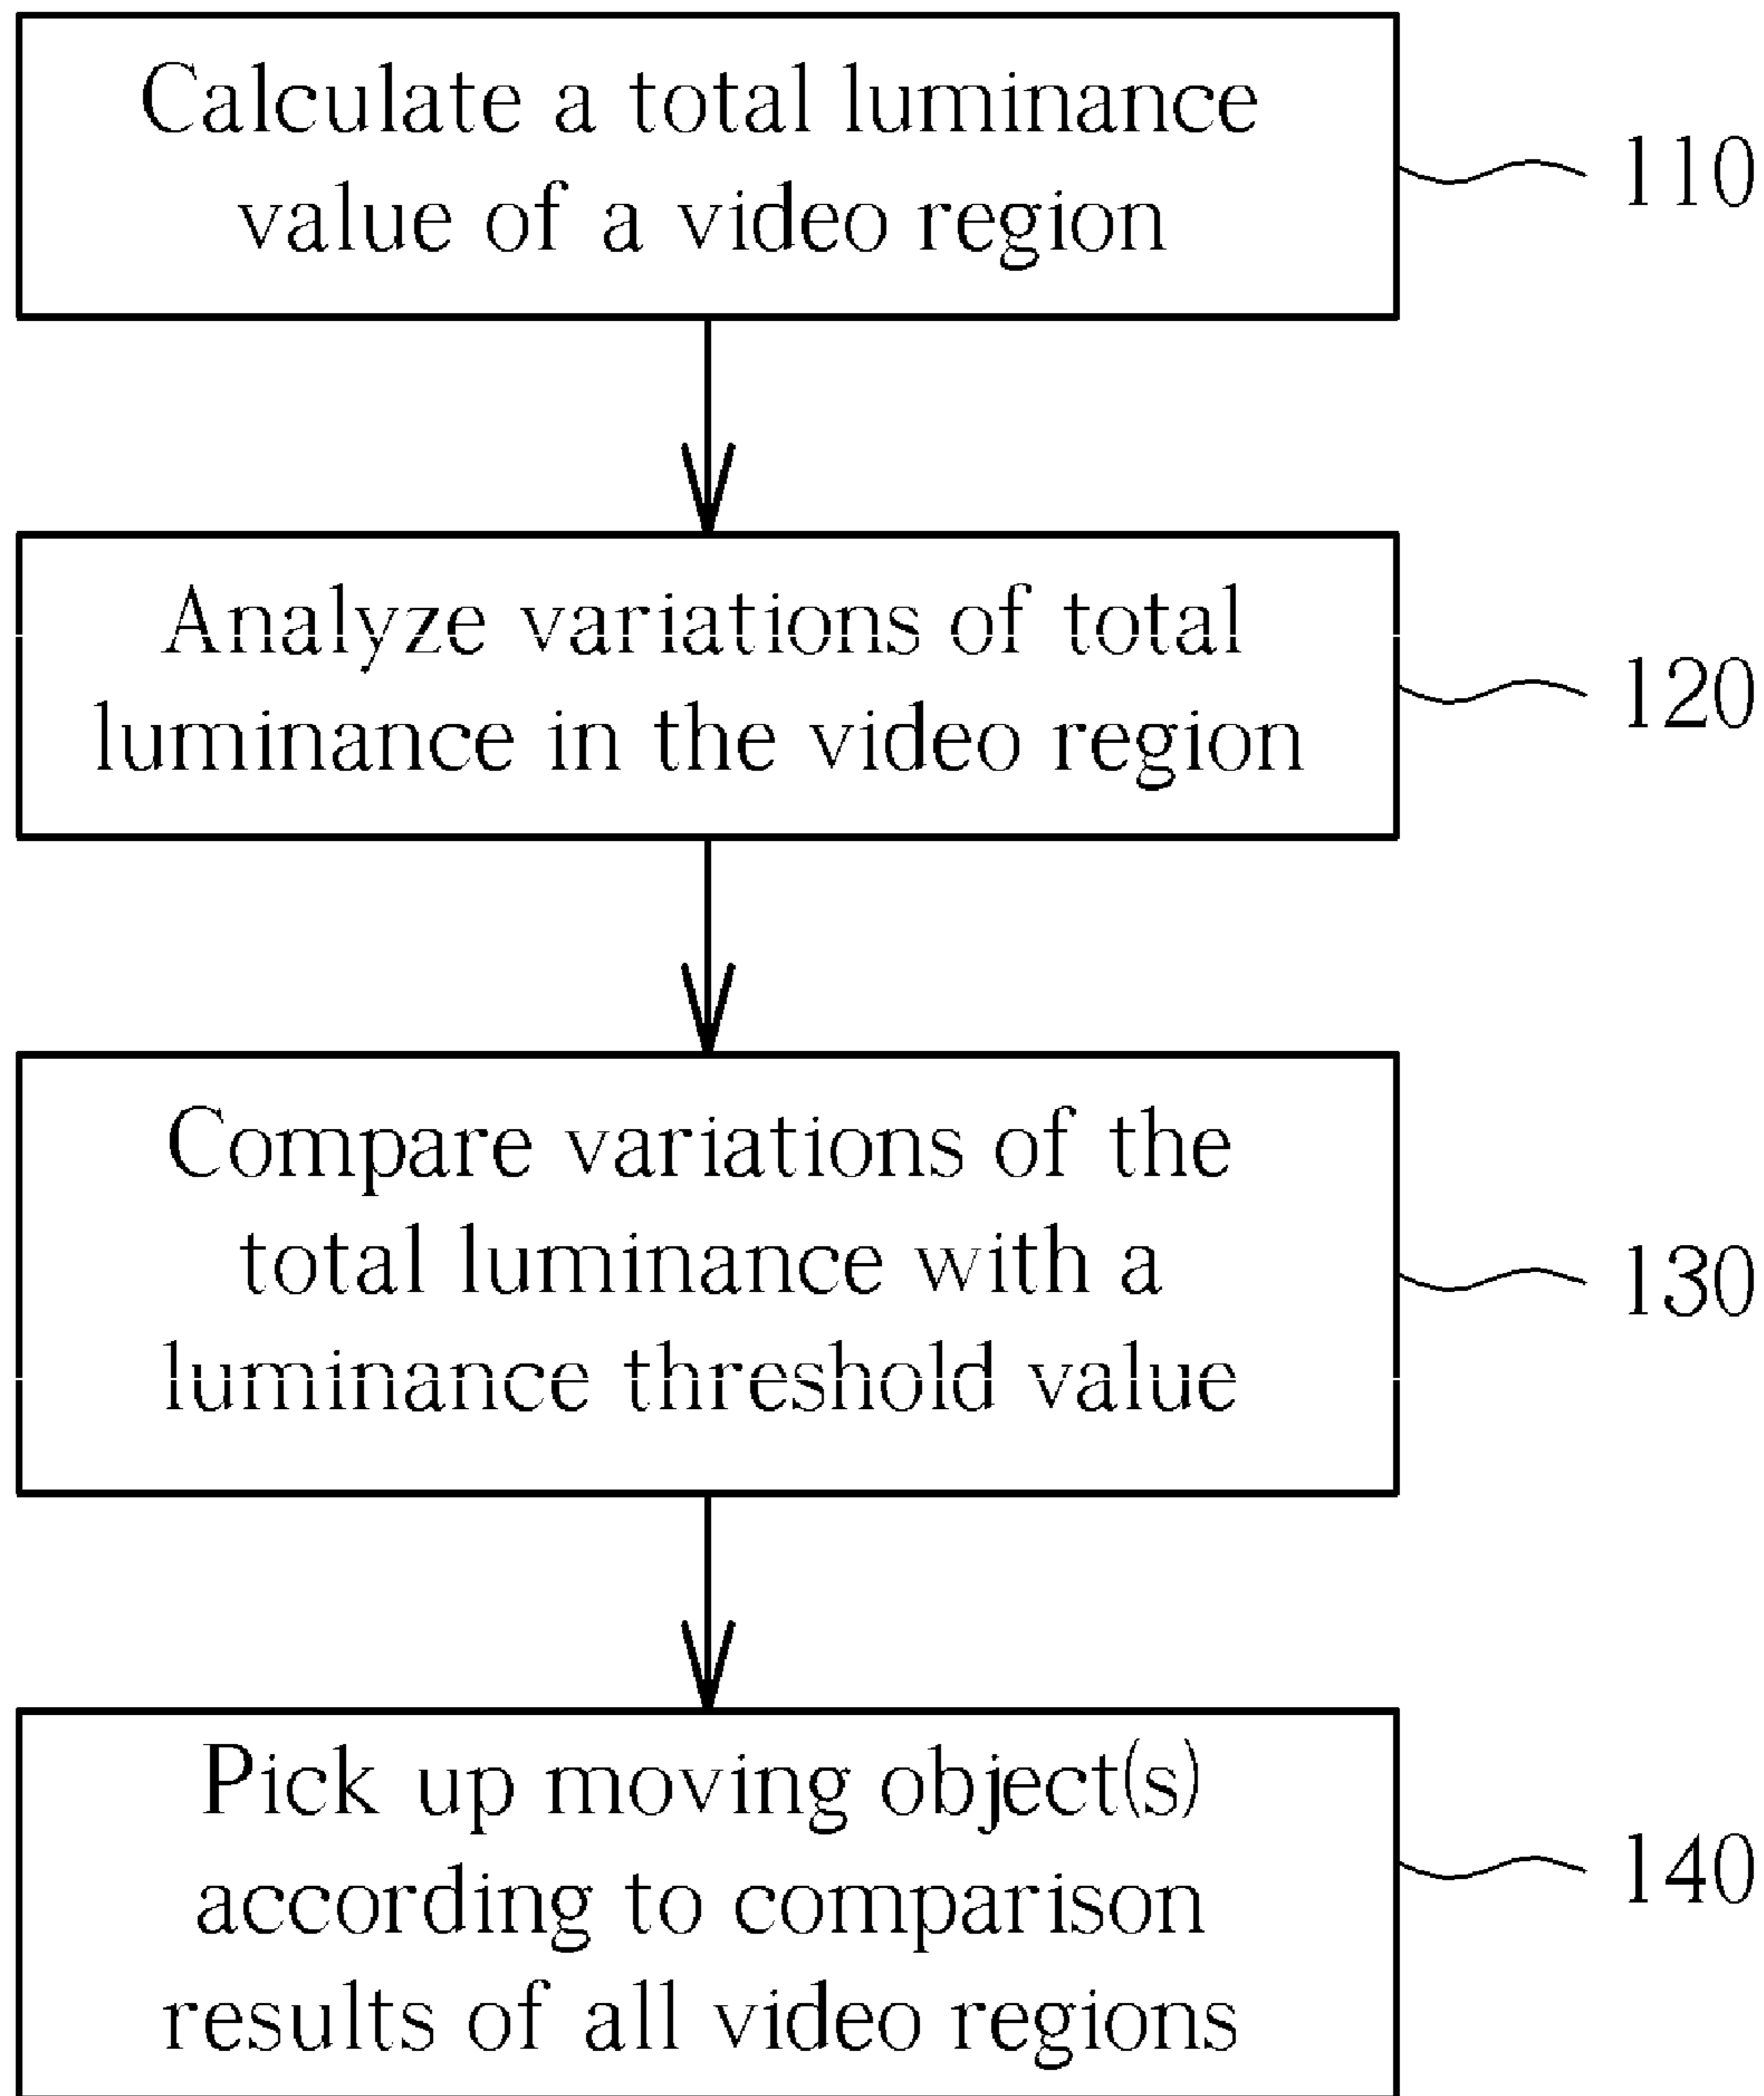 Calculate a total luminance
value of a video region
110
Analyze variations of total
luminance in the video region
120
Compare variations of the
total luminance with a
luminance threshold value
130
Pick up moving object(s)
according to comparison
results of all video regions
140